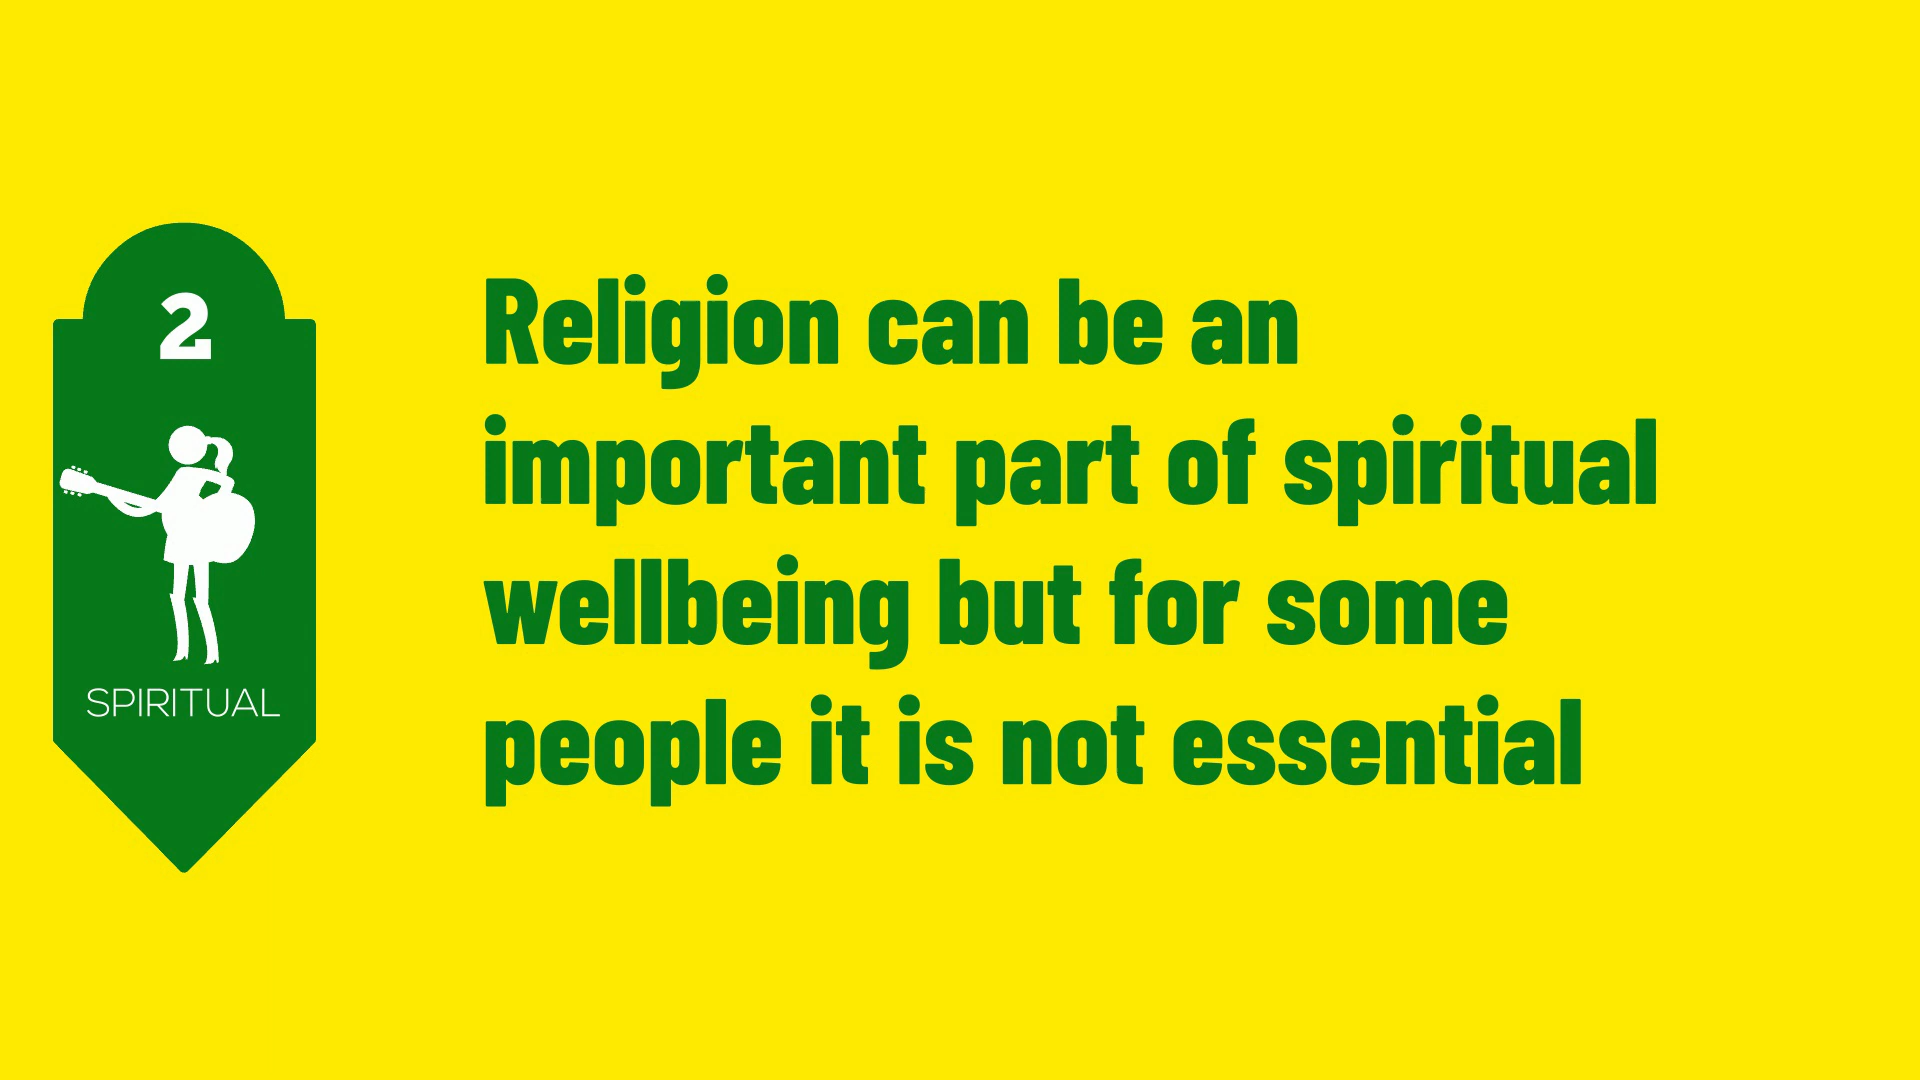 2
SPIRITUAL
Religion can be an
important part of spiritual
wellbeing but for some
people it is not essential